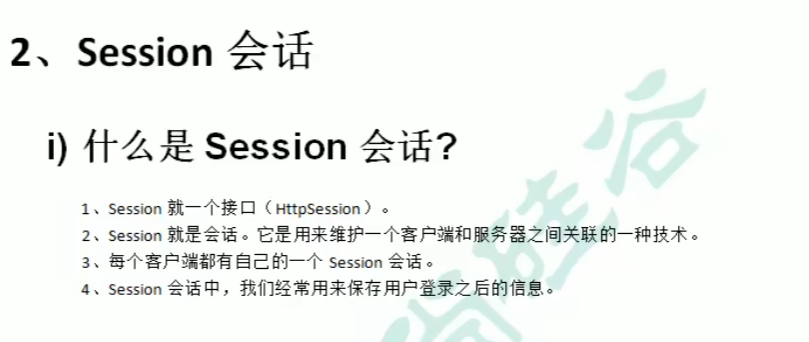 2、Session 会话
i) 什么是 Session 会话?
1、Session 就一个接口（HttpSession）。
2、Session 就是会话。它是用来维护一个客户端和服务器之间关联的一种技术。
3、每个客户端都有自己的一个 Session 会话。
4、Session 会话中，我们经常用来保存用户登录之后的信息。
尚硅谷